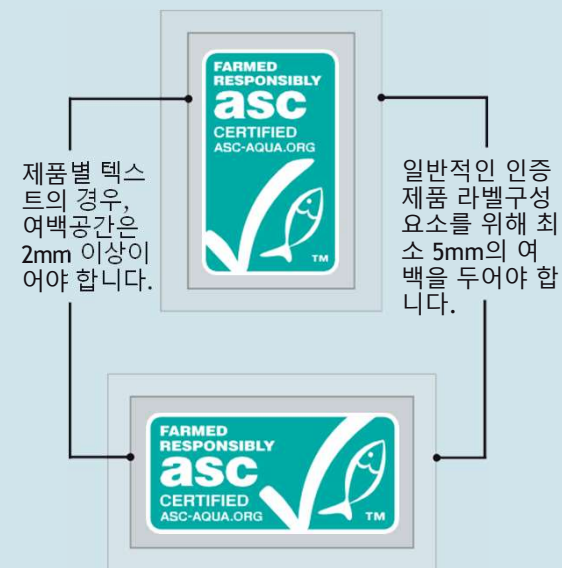 FARMED
RESPONSIBLY
asc
CERTIFIED
ASC-AQUA.ORG
TM
제품별 텍스
트의 경우,
여백공간은
2mm 이상이
어야 합니다.
일반적인 인증
제품 라벨구성
요소를 위해 최
소 5mm의 여
백을 두어야 합
니다.
FARMED
RESPONSIBLY
asc
CERTIFIED
ASC-AQUA.ORG
TM